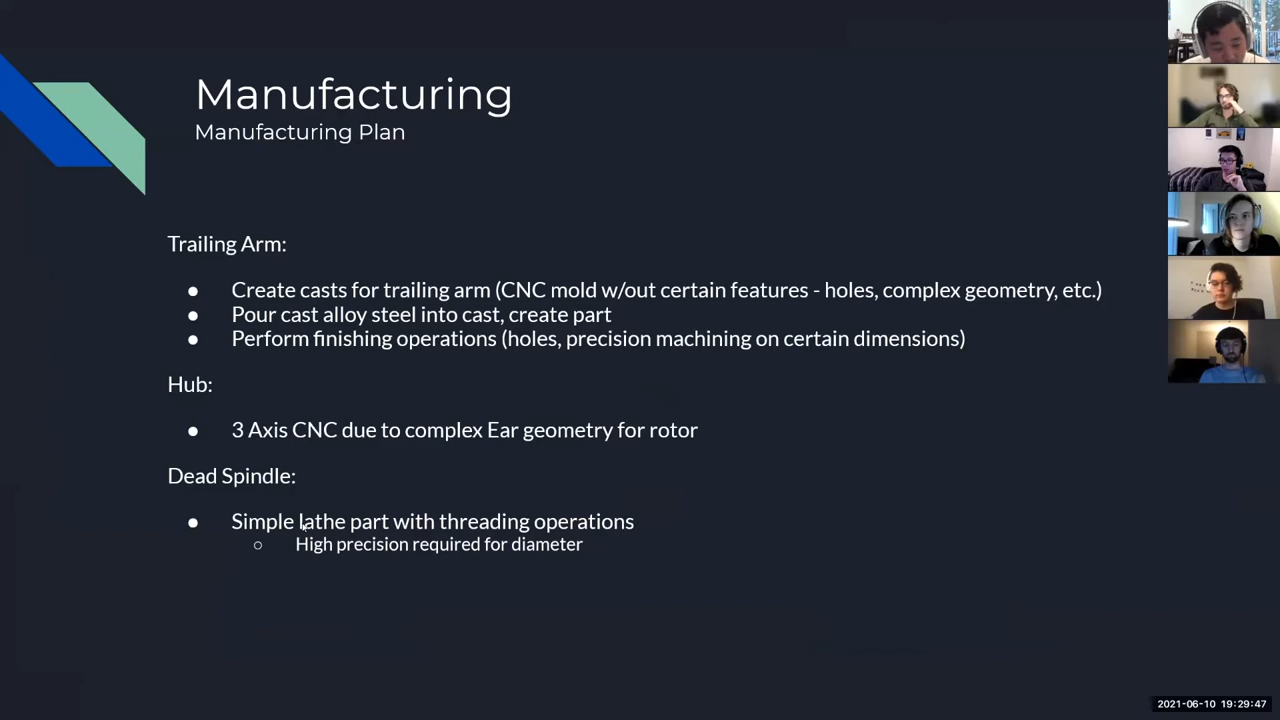 Manufacturing
Manufacturing Plan
Trailing Arm:
● Create casts for trailing arm (CNC mold w/out certain features - holes, complex geometry, etc.)
● Pour cast alloy steel into cast, create part
● Perform finishing operations (holes, precision machining on certain dimensions)
Hub:
● 3 Axis CNC due to complex Ear geometry for rotor
Dead Spindle:
● Simple lathe part with threading operations
○ High precision required for diameter
2021-06-10 19:29:47